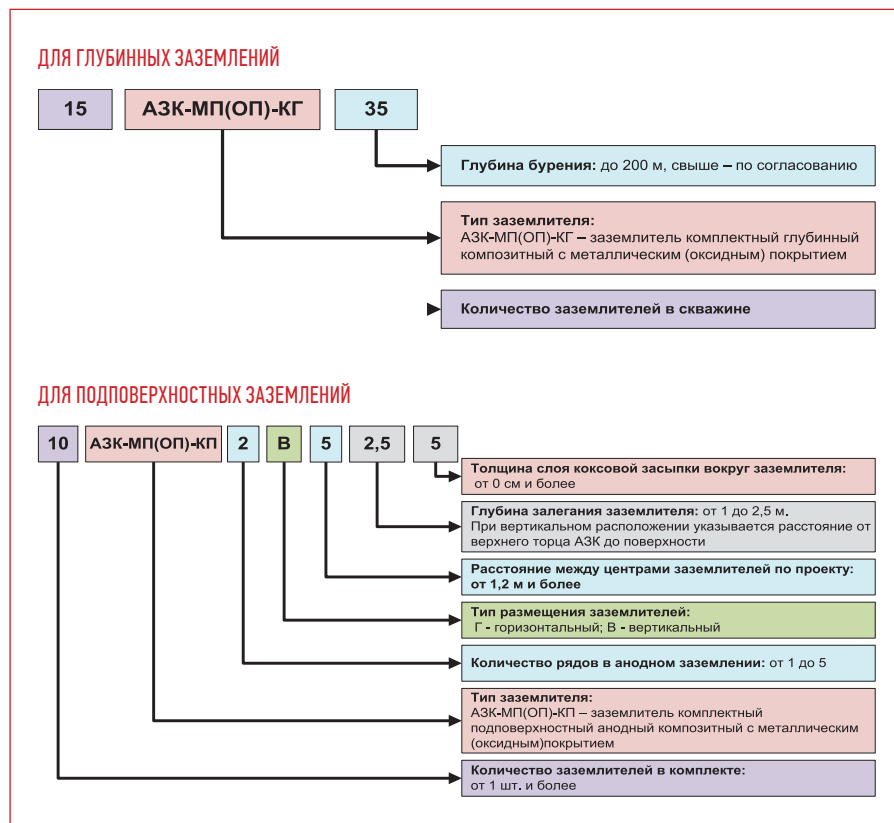 ДЛЯ ГЛУБИННЫХ ЗАЗЕМЛЕНИЙ
15 АЗК-МП(ОП)-КГ 35
Глубина бурения: до 200 м, свыше – по согласованию
Тип заземлителя:
АЗК-МП(ОП)-КГ – заземлитель комплектный глубинный
композитный с металлическим (оксидным) покрытием
Количество заземлителей в скважине
ДЛЯ ПОДПОВЕРХНОСТНЫХ ЗАЗЕМЛЕНИЙ
10 АЗК-МП(ОП)-КП 2 В 5 2,5 5
Толщина слоя коксовой засыпки вокруг заземлителя:
от 0 см и более
Глубина залегания заземлителя: от 1 до 2,5 м.
При вертикальном расположении указывается расстояние от
верхнего торца АЗК до поверхности
Расстояние между центрами заземлителей по проекту:
от 1,2 м и более
Тип размещения заземлителей:
Г - горизонтальный; В - вертикальный
Количество рядов в анодном заземлении: от 1 до 5
Тип заземлителя:
АЗК-МП(ОП)-КП – заземлитель комплектный
подповерхностный анодный композитный с металлическим
(оксидным)покрытием
Количество заземлителей в комплекте:
от 1 шт. и более